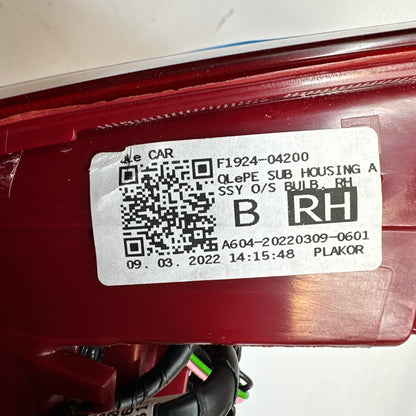 QLe CAR
F1924-04200
QLePE SUB HOUSING A
SSY O/S BULB, RH
B RH
A604-20220309-0601
09. 03. 2022 14:15:48 PLAKOR